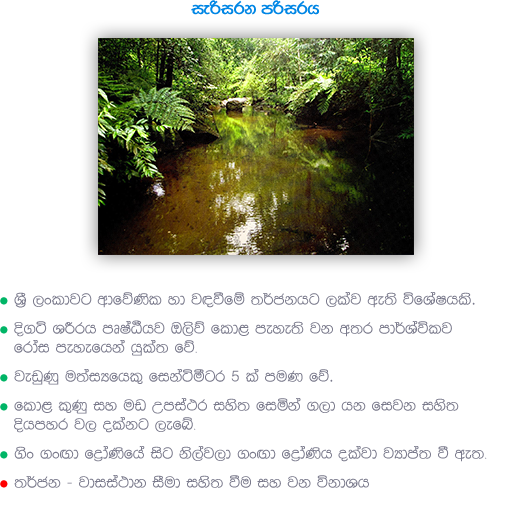 සැරිසරන පරිසරය
ශ්‍රී ලංකාවට ආවේණික හා වඳවීමේ තර්ජනයට ලක්ව ඇති විශේෂයකි.
දිගටි ශරීරය පෘෂ්ඨීයව ඔලිව් කොළ පැහැති වන අතර පාර්ශ්විකව
රෝස පැහැයෙන් යුක්ත වේ.
වැඩුණු මත්ස්‍යයෙකු සෙන්ටිමීටර 5 ක් පමණ වේ.
කොළ කුණු සහ මඩ උපස්ථර සහිත සෙමින් ගලා යන සෙවන සහිත
දියපහර වල දක්නට ලැබේ.
ගිං ගංඟා ද්‍රෝණියේ සිට නිල්වලා ගංඟා ද්‍රෝණිය දක්වා ව්‍යාප්ත වී ඇත.
තර්ජන - වාසස්ථාන සීමා සහිත වීම සහ වන විනාශය